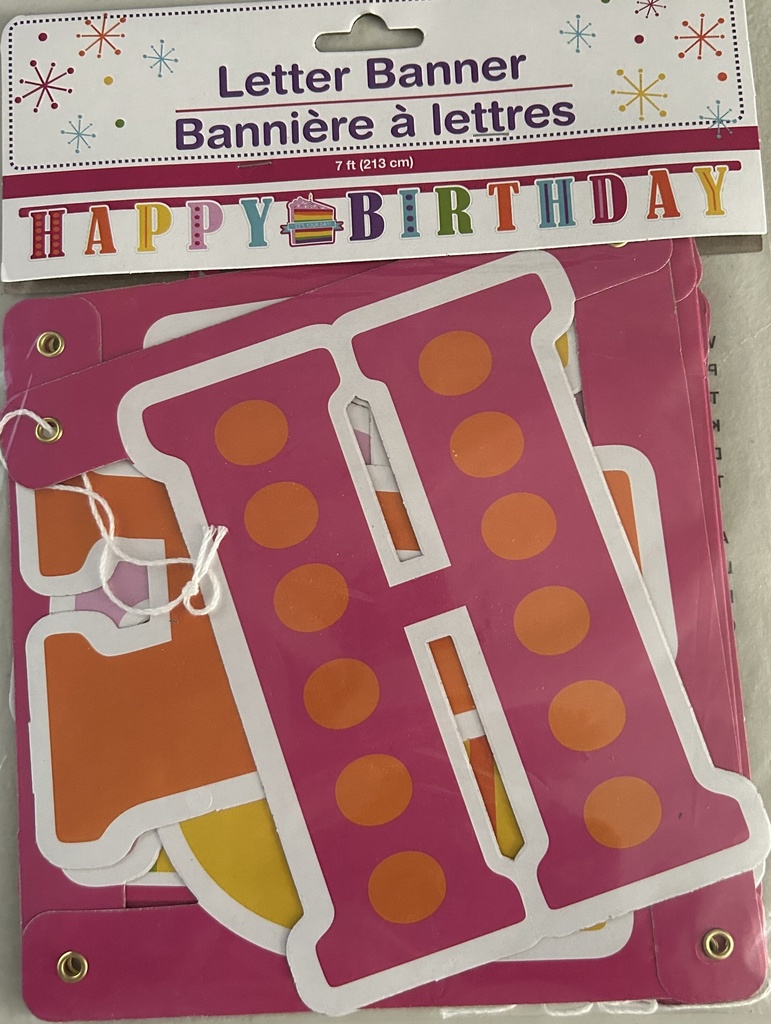 Letter Banner
Bannière à lettres
7 ft (213 cm)
HAPPY BIRTHDAY
H